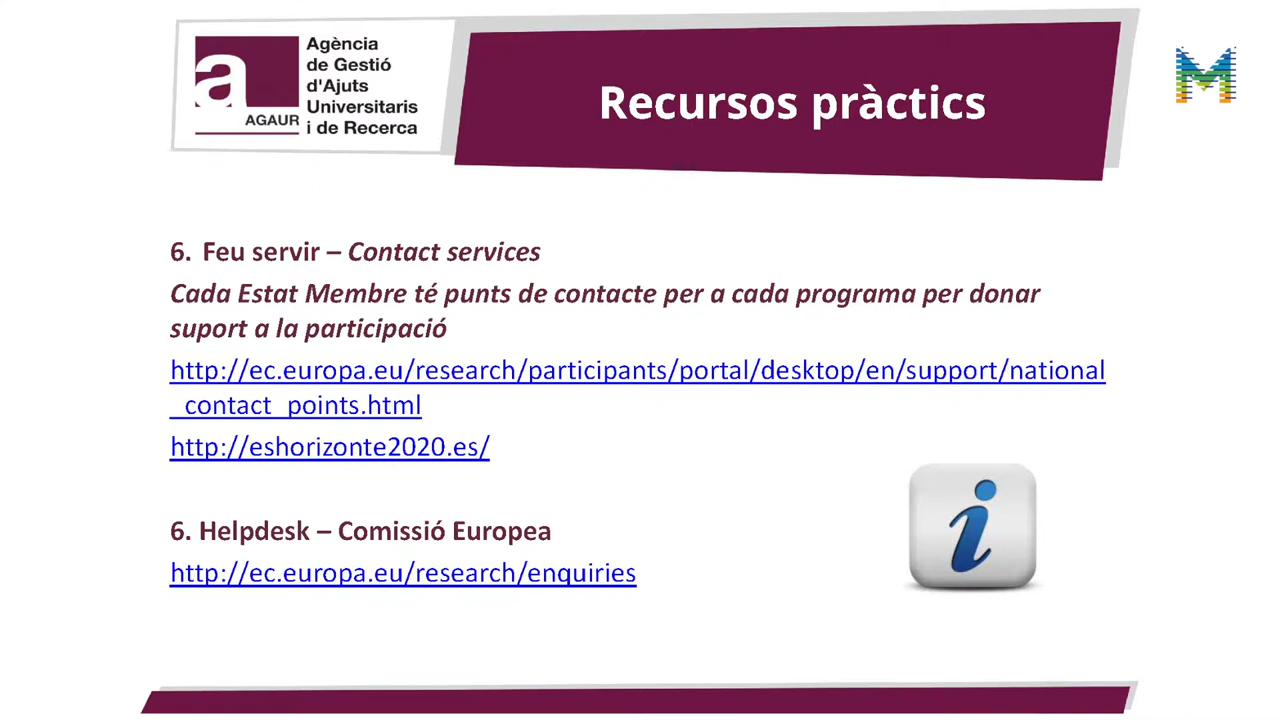 a
AGAUR
Agència
de Gestió
d'Ajuts
Universitaris
i de Recerca
Recursos pràctics
M
6. Feu servir – Contact services
Cada Estat Membre té punts de contacte per a cada programa per donar
suport a la participació
http://ec.europa.eu/research/participants/portal/desktop/en/support/national
_contact_points.html
http://eshorizonte2020.es/
i
6. Helpdesk – Comissió Europea
http://ec.europa.eu/research/enquiries